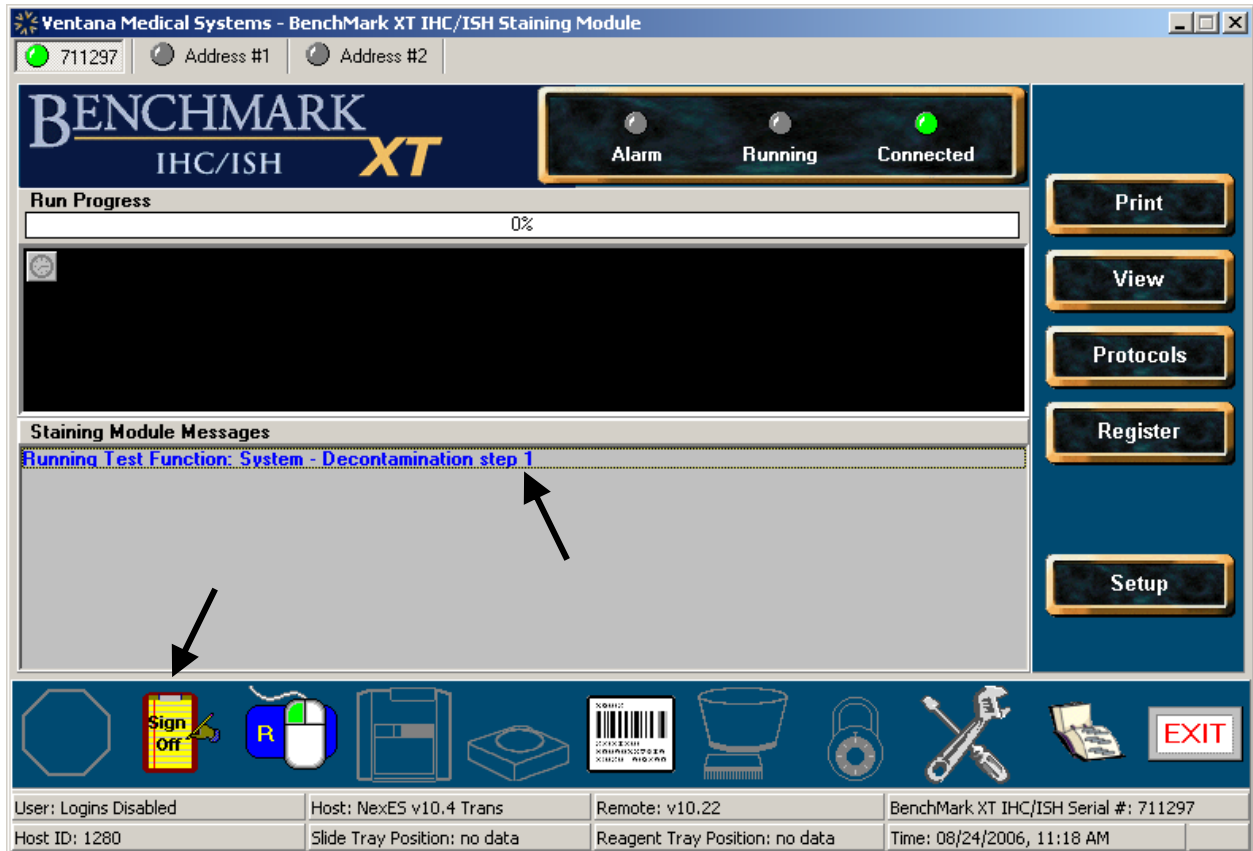 Ventana Medical Systems - BenchMark XT IHC/ISH Staining Module
711297 Address #1 Address #2
BENCHMARK
IHC/ISH XT
Alarm Running Connected
Run Progress
0%
Print
View
Protocols
Register
Setup
Staining Module Messages
Running Test Function: System - Decontamination step 1
Sign
Off
R
EXIT
User: Logins Disabled Host: NexES v10.4 Trans Remote: v10.22 BenchMark XT IHC/ISH Serial #: 711297
Host ID: 1280 Slide Tray Position: no data Reagent Tray Position: no data Time: 08/24/2006, 11:18 AM